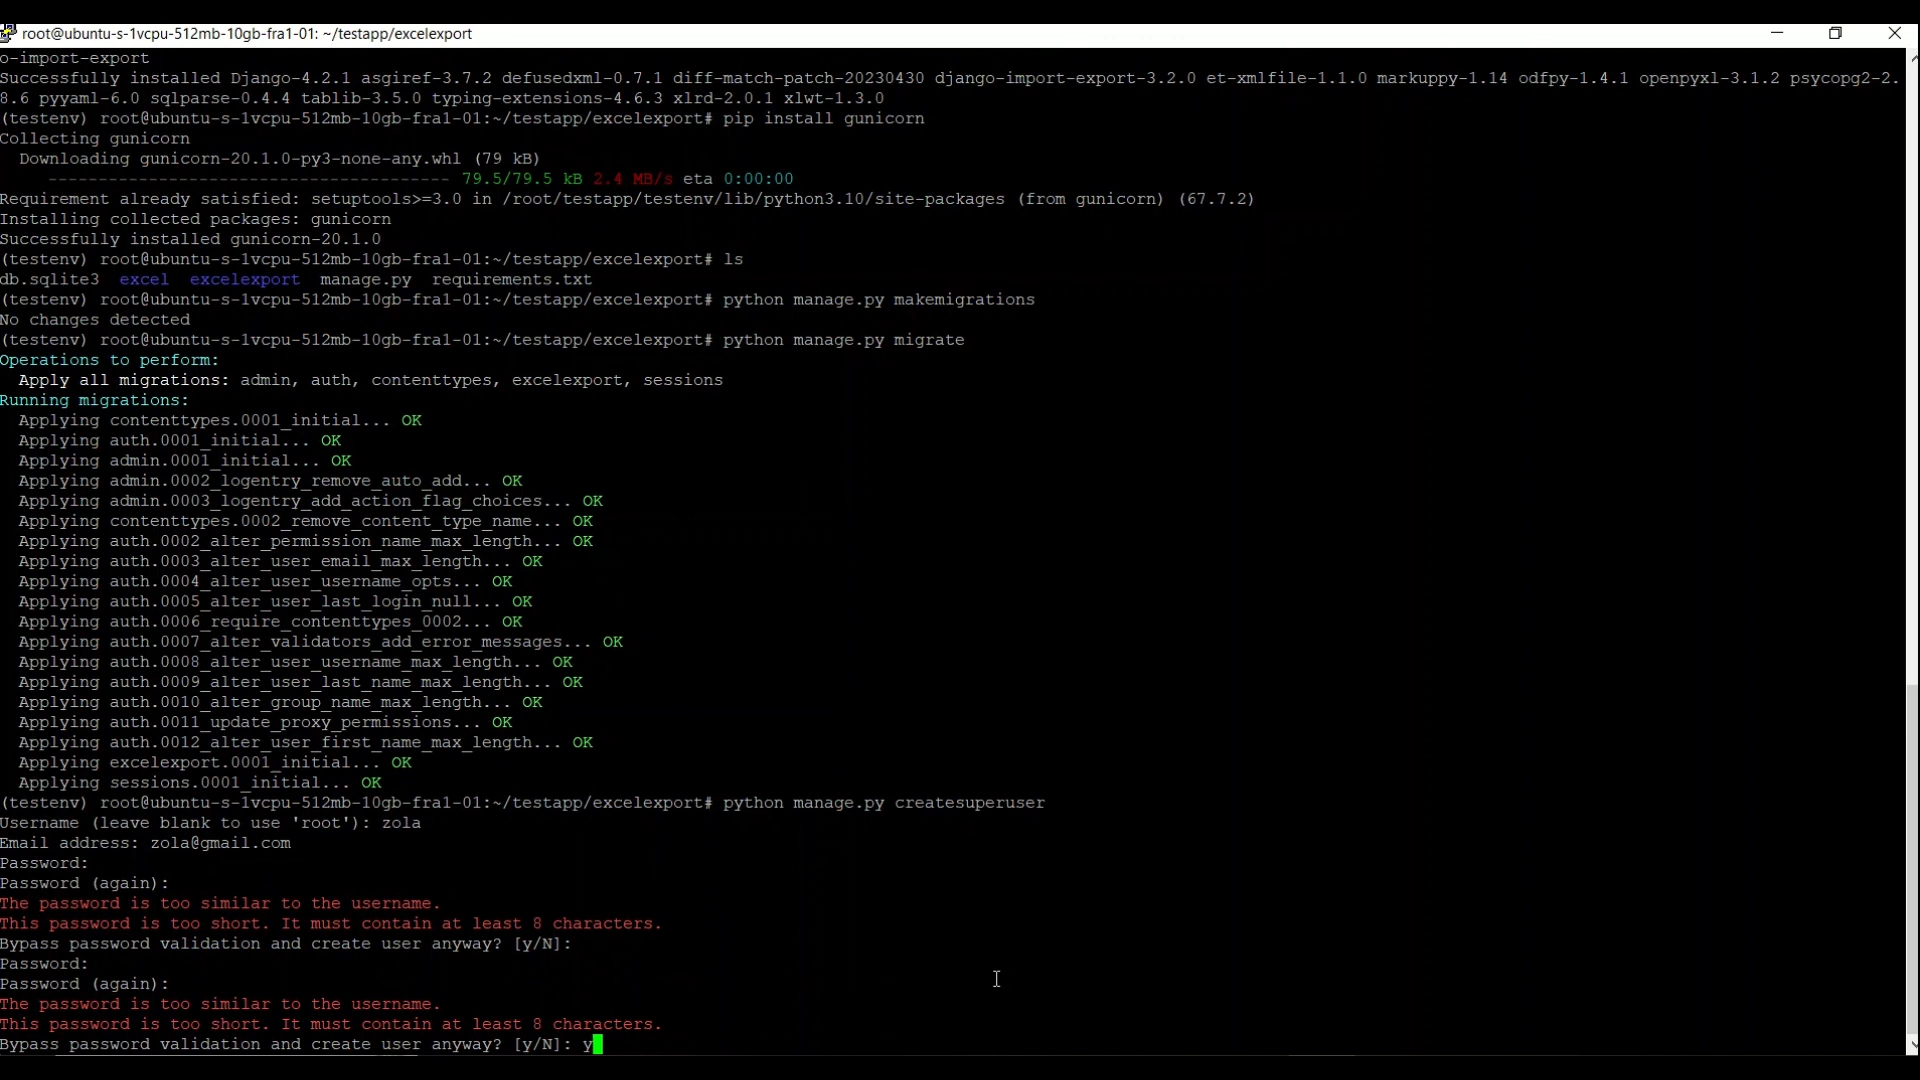 root@ubuntu-s-1vcpu-512mb-10gb-fra1-01: ~/testapp/excelexport
o-import-export
Successfully installed Django-4.2.1 asgiref-3.7.2 defusedxml-0.7.1 diff-match-patch-20230430 django-import-export-3.2.0 et-xmlfile-1.1.0 markuppy-1.14 odfpy-1.4.1 openpyxl-3.1.2 psycopg2-2.
8.6 pyyaml-6.0 sqlparse-0.4.4 tablib-3.5.0 typing-extensions-4.6.3 xlrd-2.0.1 xlwt-1.3.0
(testenv) root@ubuntu-s-1vcpu-512mb-10gb-fra1-01:~/testapp/excelexport# pip install gunicorn
Collecting gunicorn
  Downloading gunicorn-20.1.0-py3-none-any.whl (79 kB)
     ---------------------------------------- 79.5/79.5 kB 2.4 MB/s eta 0:00:00
Requirement already satisfied: setuptools>=3.0 in /root/testapp/testenv/lib/python3.10/site-packages (from gunicorn) (67.7.2)
Installing collected packages: gunicorn
Successfully installed gunicorn-20.1.0
(testenv) root@ubuntu-s-1vcpu-512mb-10gb-fra1-01:~/testapp/excelexport# ls
db.sqlite3  excel  excelexport  manage.py  requirements.txt
(testenv) root@ubuntu-s-1vcpu-512mb-10gb-fra1-01:~/testapp/excelexport# python manage.py makemigrations
No changes detected
(testenv) root@ubuntu-s-1vcpu-512mb-10gb-fra1-01:~/testapp/excelexport# python manage.py migrate
Operations to perform:
  Apply all migrations: admin, auth, contenttypes, excelexport, sessions
Running migrations:
  Applying contenttypes.0001_initial... OK
  Applying auth.0001_initial... OK
  Applying admin.0001_initial... OK
  Applying admin.0002_logentry_remove_auto_add... OK
  Applying admin.0003_logentry_add_action_flag_choices... OK
  Applying contenttypes.0002_remove_content_type_name... OK
  Applying auth.0002_alter_permission_name_max_length... OK
  Applying auth.0003_alter_user_email_max_length... OK
  Applying auth.0004_alter_user_username_opts... OK
  Applying auth.0005_alter_user_last_login_null... OK
  Applying auth.0006_require_contenttypes_0002... OK
  Applying auth.0007_alter_validators_add_error_messages... OK
  Applying auth.0008_alter_user_username_max_length... OK
  Applying auth.0009_alter_user_last_name_max_length... OK
  Applying auth.0010_alter_group_name_max_length... OK
  Applying auth.0011_update_proxy_permissions... OK
  Applying auth.0012_alter_user_first_name_max_length... OK
  Applying excelexport.0001_initial... OK
  Applying sessions.0001_initial... OK
(testenv) root@ubuntu-s-1vcpu-512mb-10gb-fra1-01:~/testapp/excelexport# python manage.py createsuperuser
Username (leave blank to use 'root'): zola
Email address: zola@gmail.com
Password:
Password (again):
The password is too similar to the username.
This password is too short. It must contain at least 8 characters.
Bypass password validation and create user anyway? [y/N]:
Password:
Password (again):
The password is too similar to the username.
This password is too short. It must contain at least 8 characters.
Bypass password validation and create user anyway? [y/N]: y